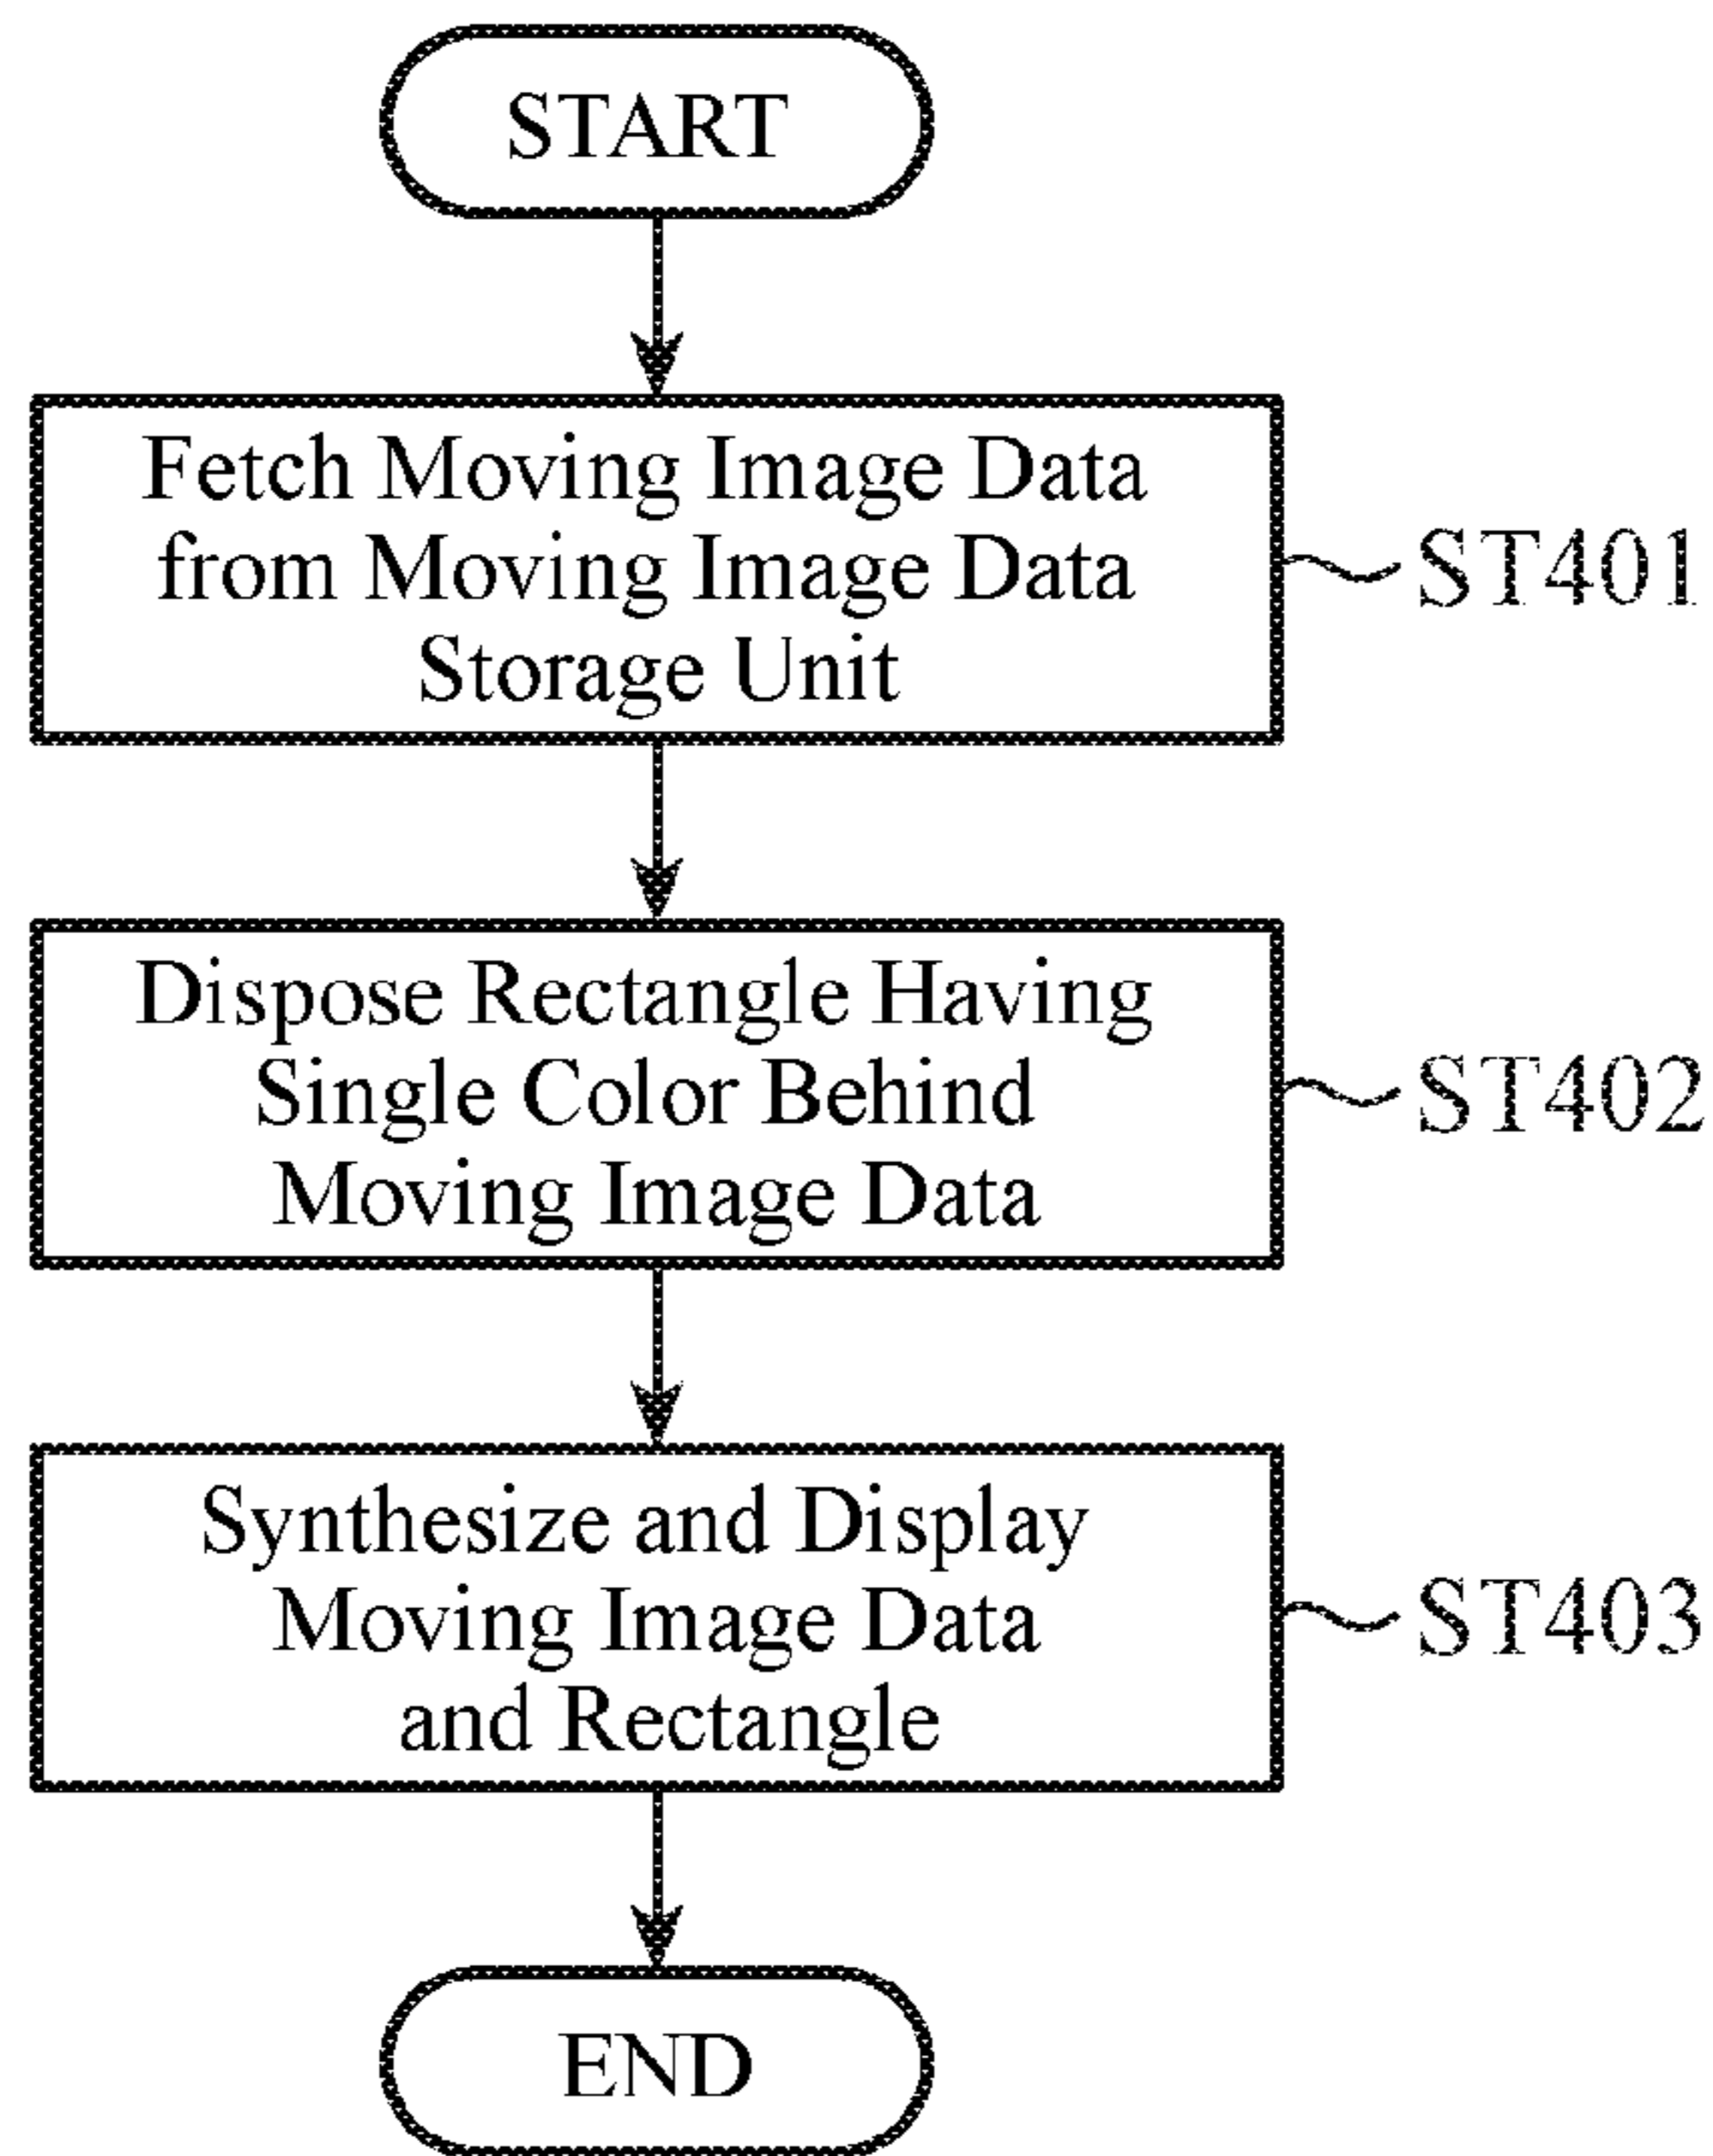 START
Fetch Moving Image Data
from Moving Image Data
Storage Unit
ST401
Dispose Rectangle Having
Single Color Behind
Moving Image Data
ST402
Synthesize and Display
Moving Image Data
and Rectangle
ST403
END